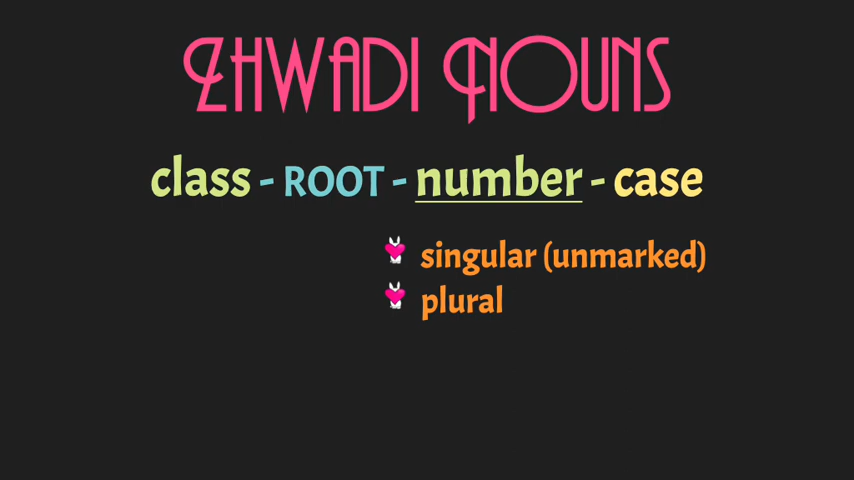 ZHWADI NOUNS
class - ROOT - number - case
singular (unmarked)
plural